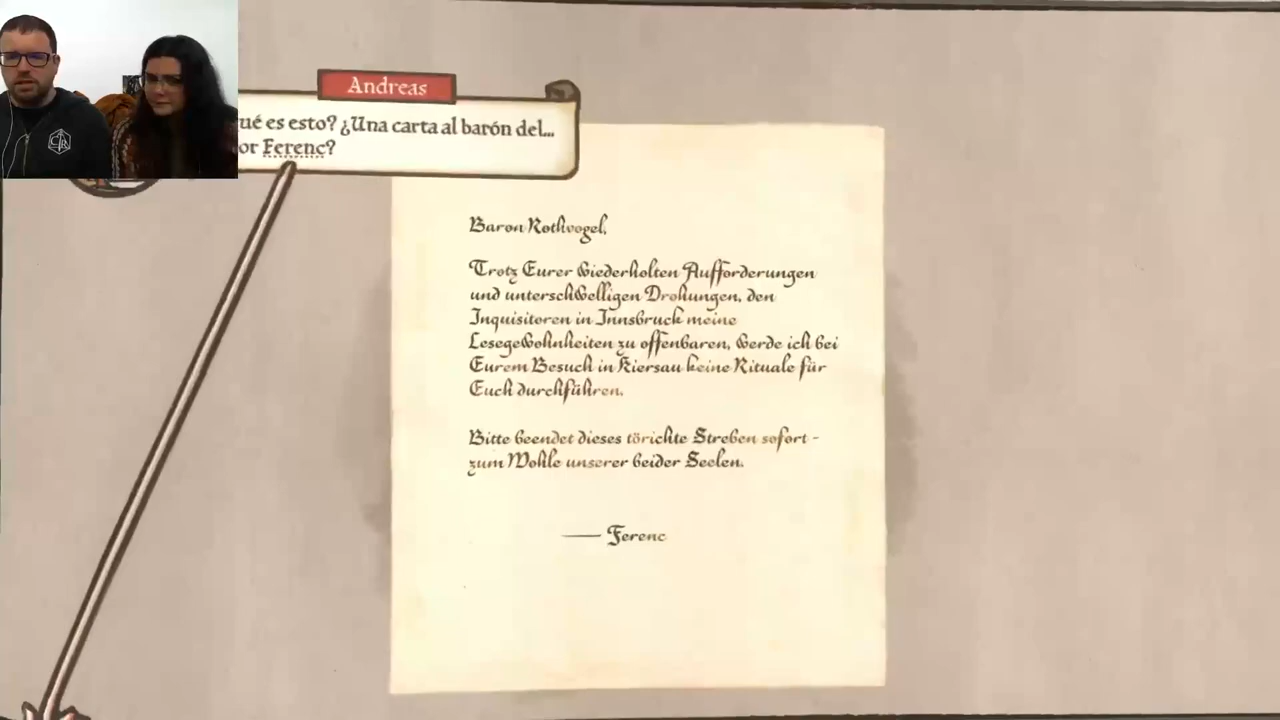 Andreas
ué es esto? ¿Una carta al barón del...
or Ferenc?
Baron Rothvogel,
Trotz Eurer wiederholten Aufforderungen
und unterschwelligen Drohungen, den
Inquisitoren in Innsbruck meine
Lesegewohnheiten zu offenbaren, werde ich bei
Eurem Besuch in Kiersau keine Rituale für
Euch durchführen.
Bitte beendet dieses törichte Streben sofort -
zum Wohle unserer beider Seelen.
—— Ferenc
CR